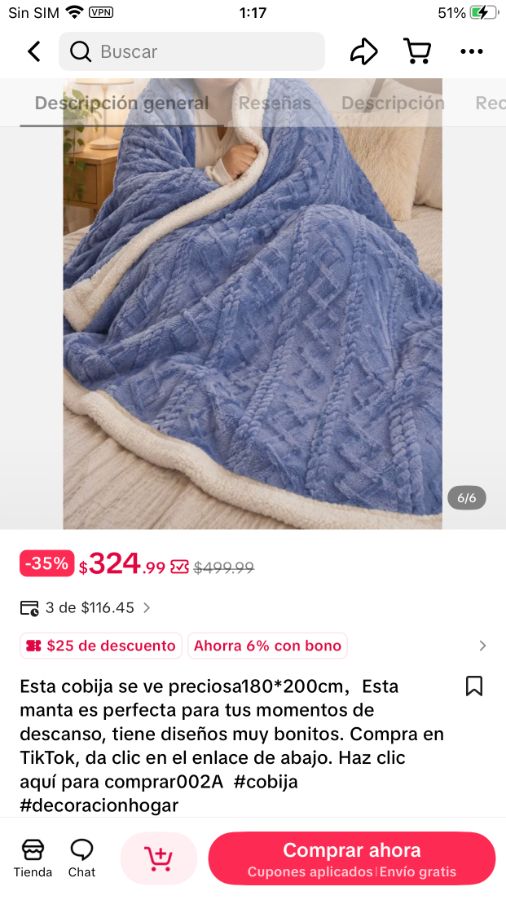 Sin SIM VPN 1:17 51%
Buscar
Descripción general Reseñas Descripción Rec
6/6
-35% $324.99 $499.99
3 de $116.45
$25 de descuento Ahorra 6% con bono
Esta cobija se ve preciosa180*200cm，Esta
manta es perfecta para tus momentos de
descanso, tiene diseños muy bonitos. Compra en
TikTok, da clic en el enlace de abajo. Haz clic
aquí para comprar002A #cobija
#decoracionhogar
Comprar ahora
Tienda Chat Cupones aplicados | Envío gratis